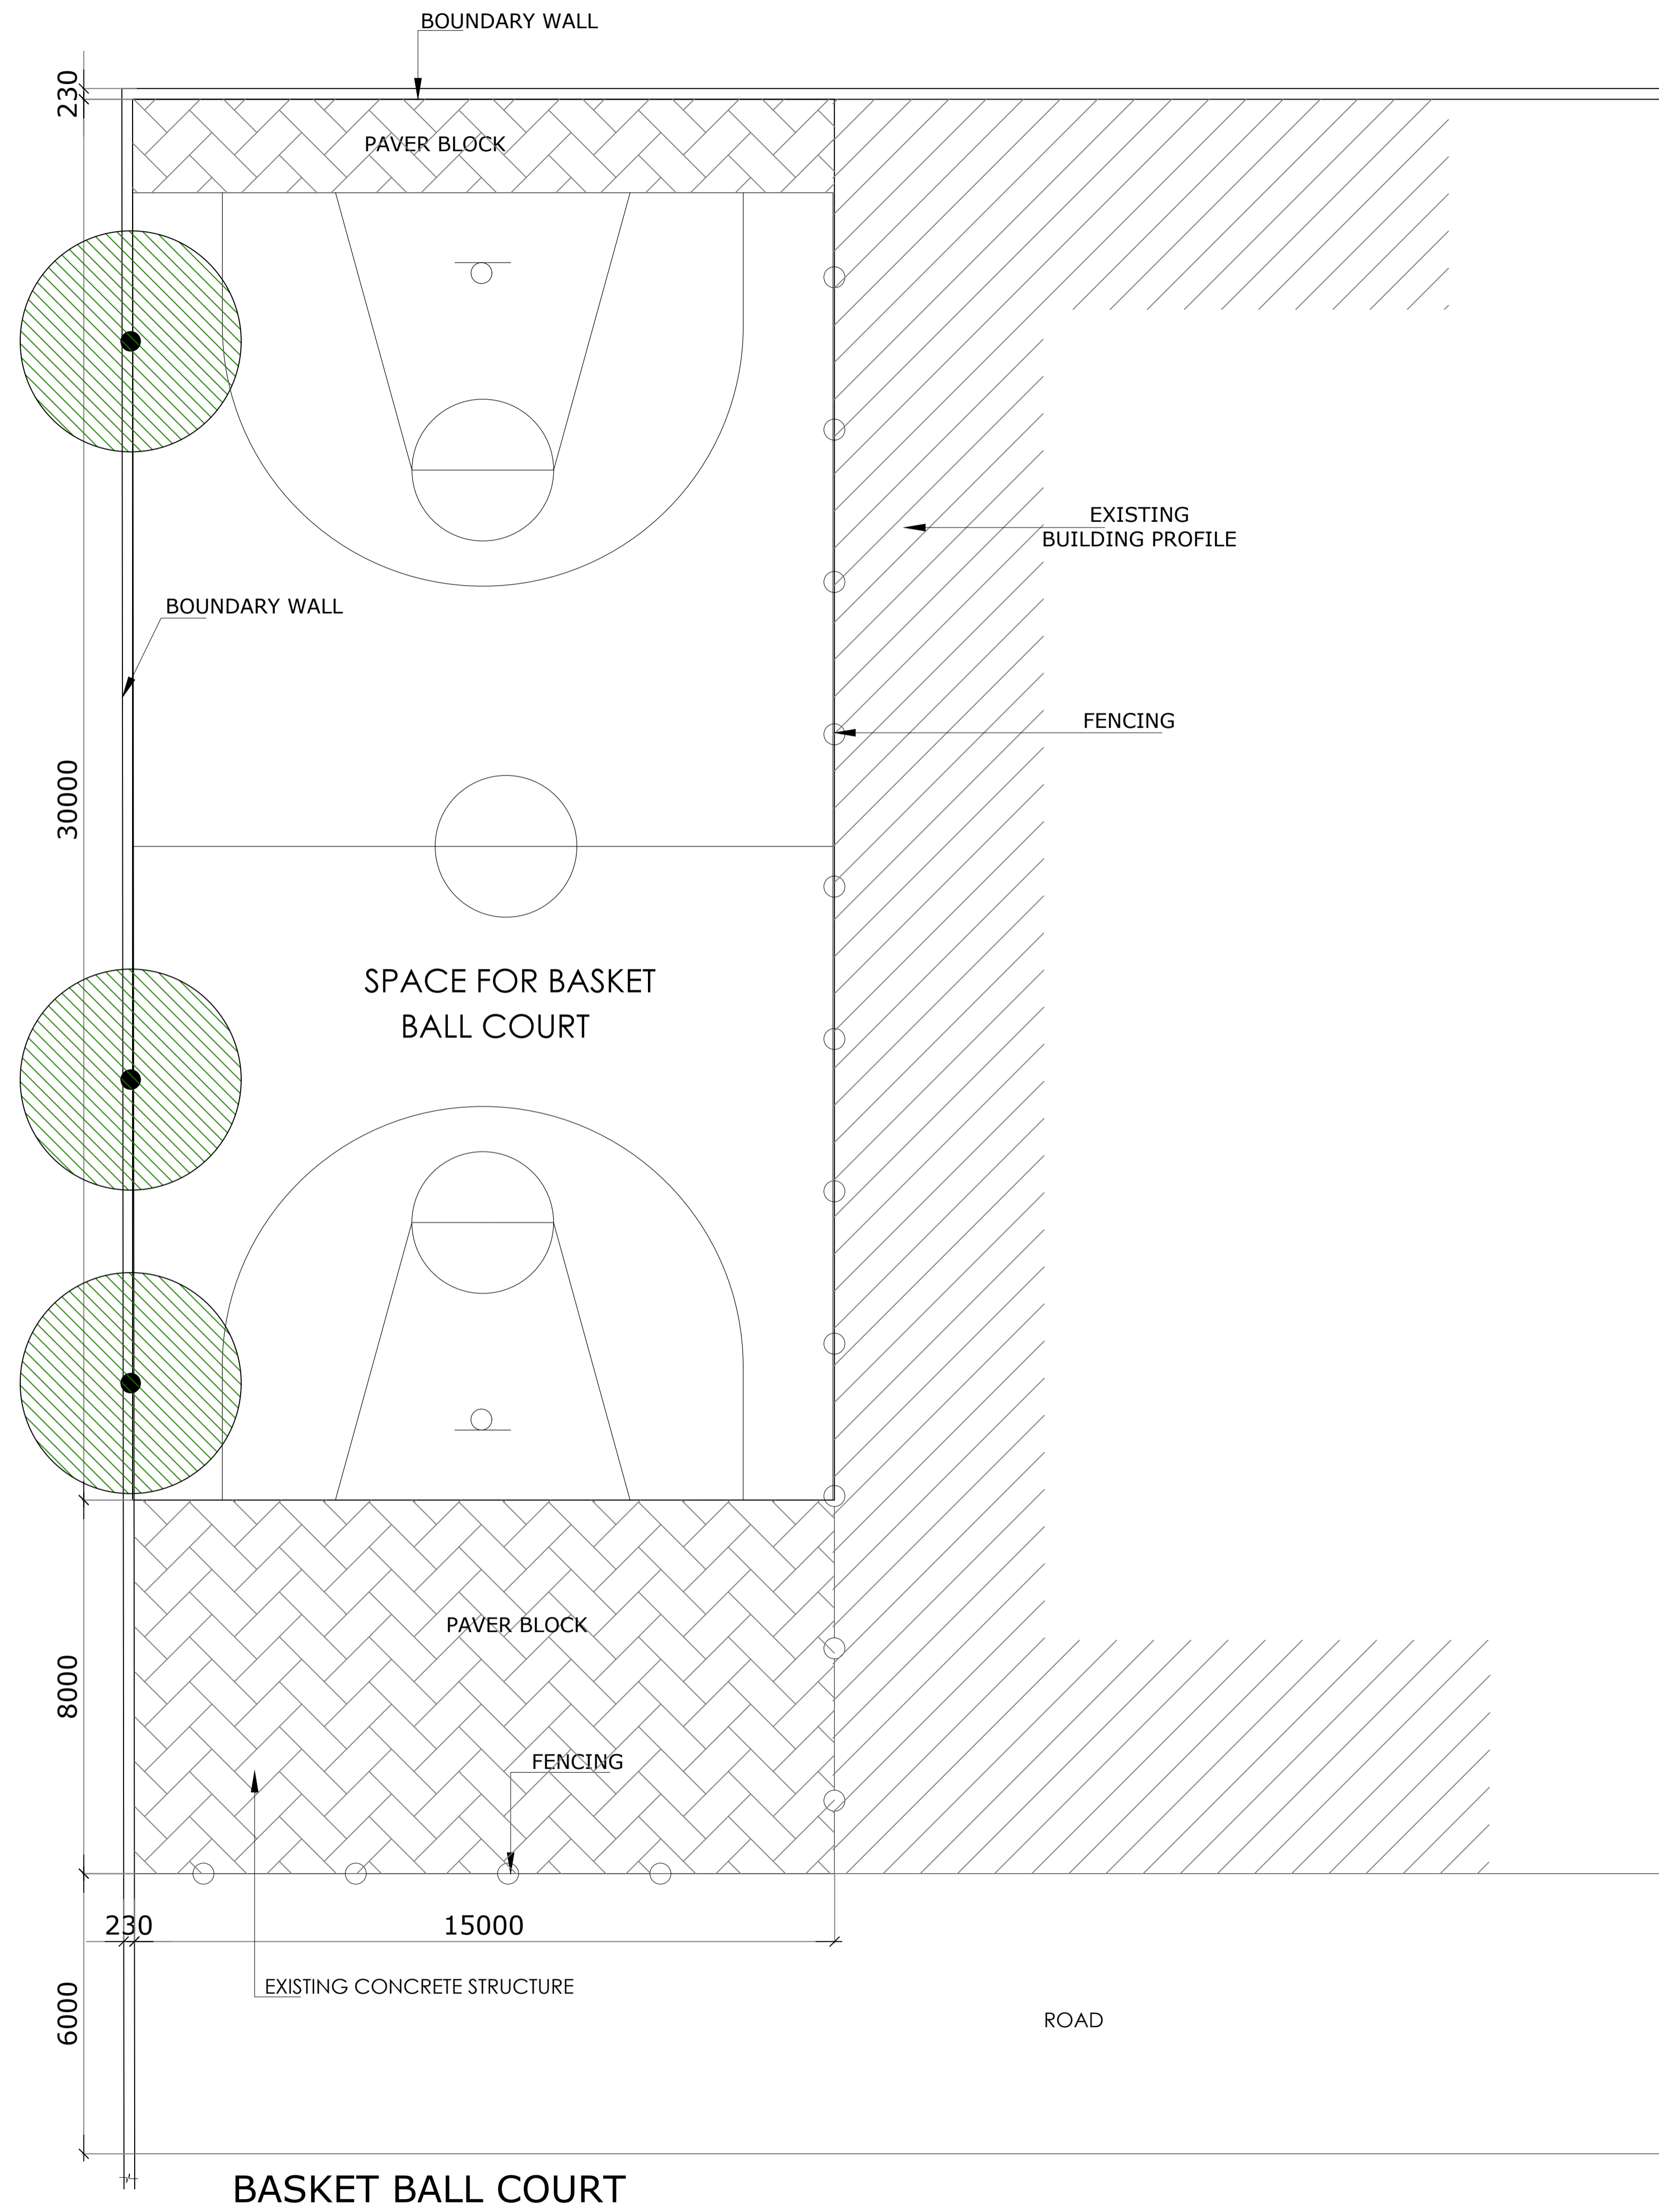 BOUNDARY WALL
230
PAVER BLOCK
EXISTING
BUILDING PROFILE
BOUNDARY WALL
FENCING
30000
SPACE FOR BASKET
BALL COURT
PAVER BLOCK
8000
FENCING
230
15000
EXISTING CONCRETE STRUCTURE
6000
ROAD
BASKET BALL COURT